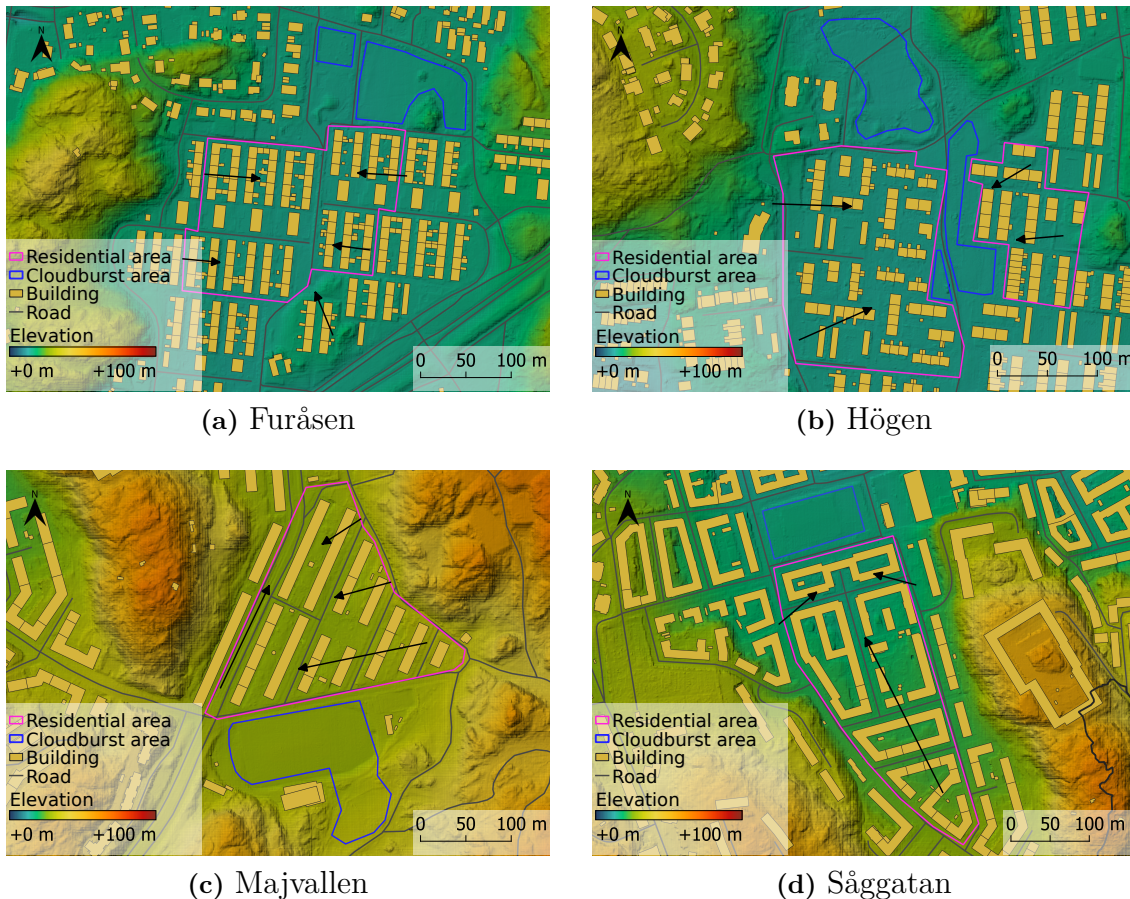 N
Residential area
Cloudburst area
Building
Road
Elevation
+0 m +100 m
0 50 100 m
(a) Furåsen
N
Residential area
Cloudburst area
Building
Road
Elevation
+0 m +100 m
0 50 100 m
(b) Högen
N
Residential area
Cloudburst area
Building
Road
Elevation
+0 m +100 m
0 50 100 m
(c) Majvallen
N
Residential area
Cloudburst area
Building
Road
Elevation
+0 m +100 m
0 50 100 m
(d) Såggatan